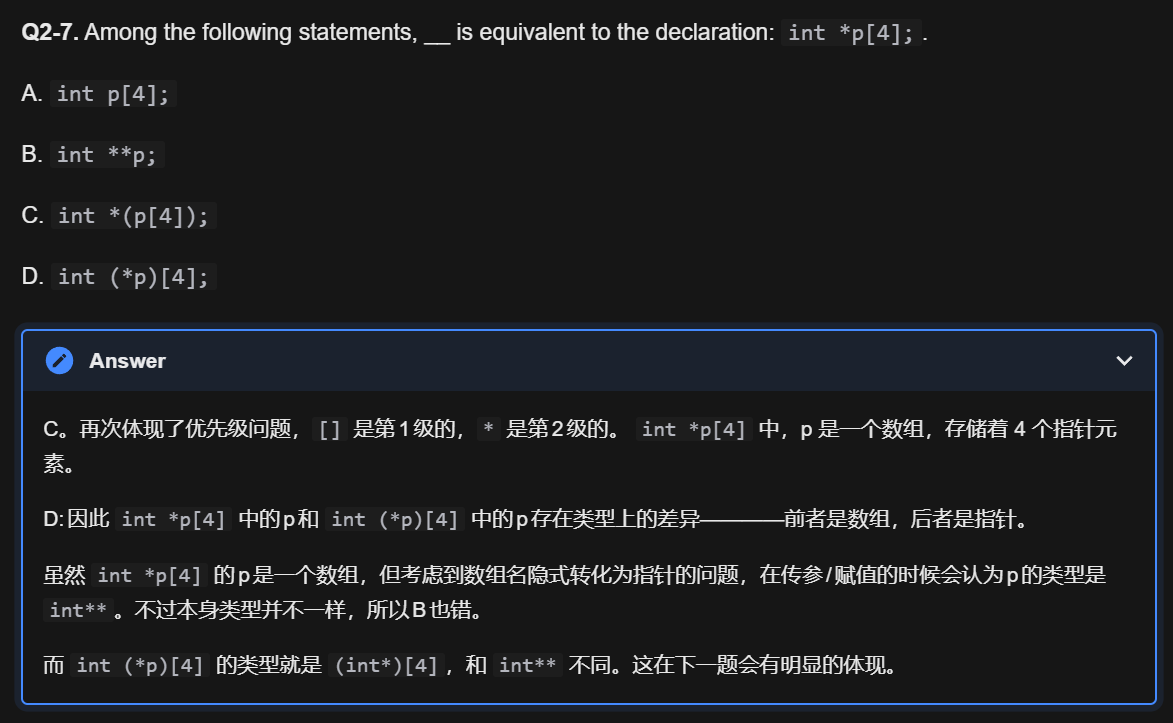 Q2-7. Among the following statements, __ is equivalent to the declaration: int *p[4]; .
A. int p[4];
B. int **p;
C. int *(p[4]);
D. int (*p)[4];
Answer
C。再次体现了优先级问题， [] 是第1级的， * 是第2级的。 int *p[4] 中，p 是一个数组，存储着 4 个指针元
素。
D:因此 int *p[4] 中的p和 int (*p)[4] 中的p存在类型上的差异————前者是数组，后者是指针。
虽然 int *p[4] 的p是一个数组，但考虑到数组名隐式转化为指针的问题，在传参/赋值的时候会认为p的类型是
int** 。不过本身类型并不一样，所以B也错。
而 int (*p)[4] 的类型就是 (int*)[4] ，和 int** 不同。这在下一题会有明显的体现。